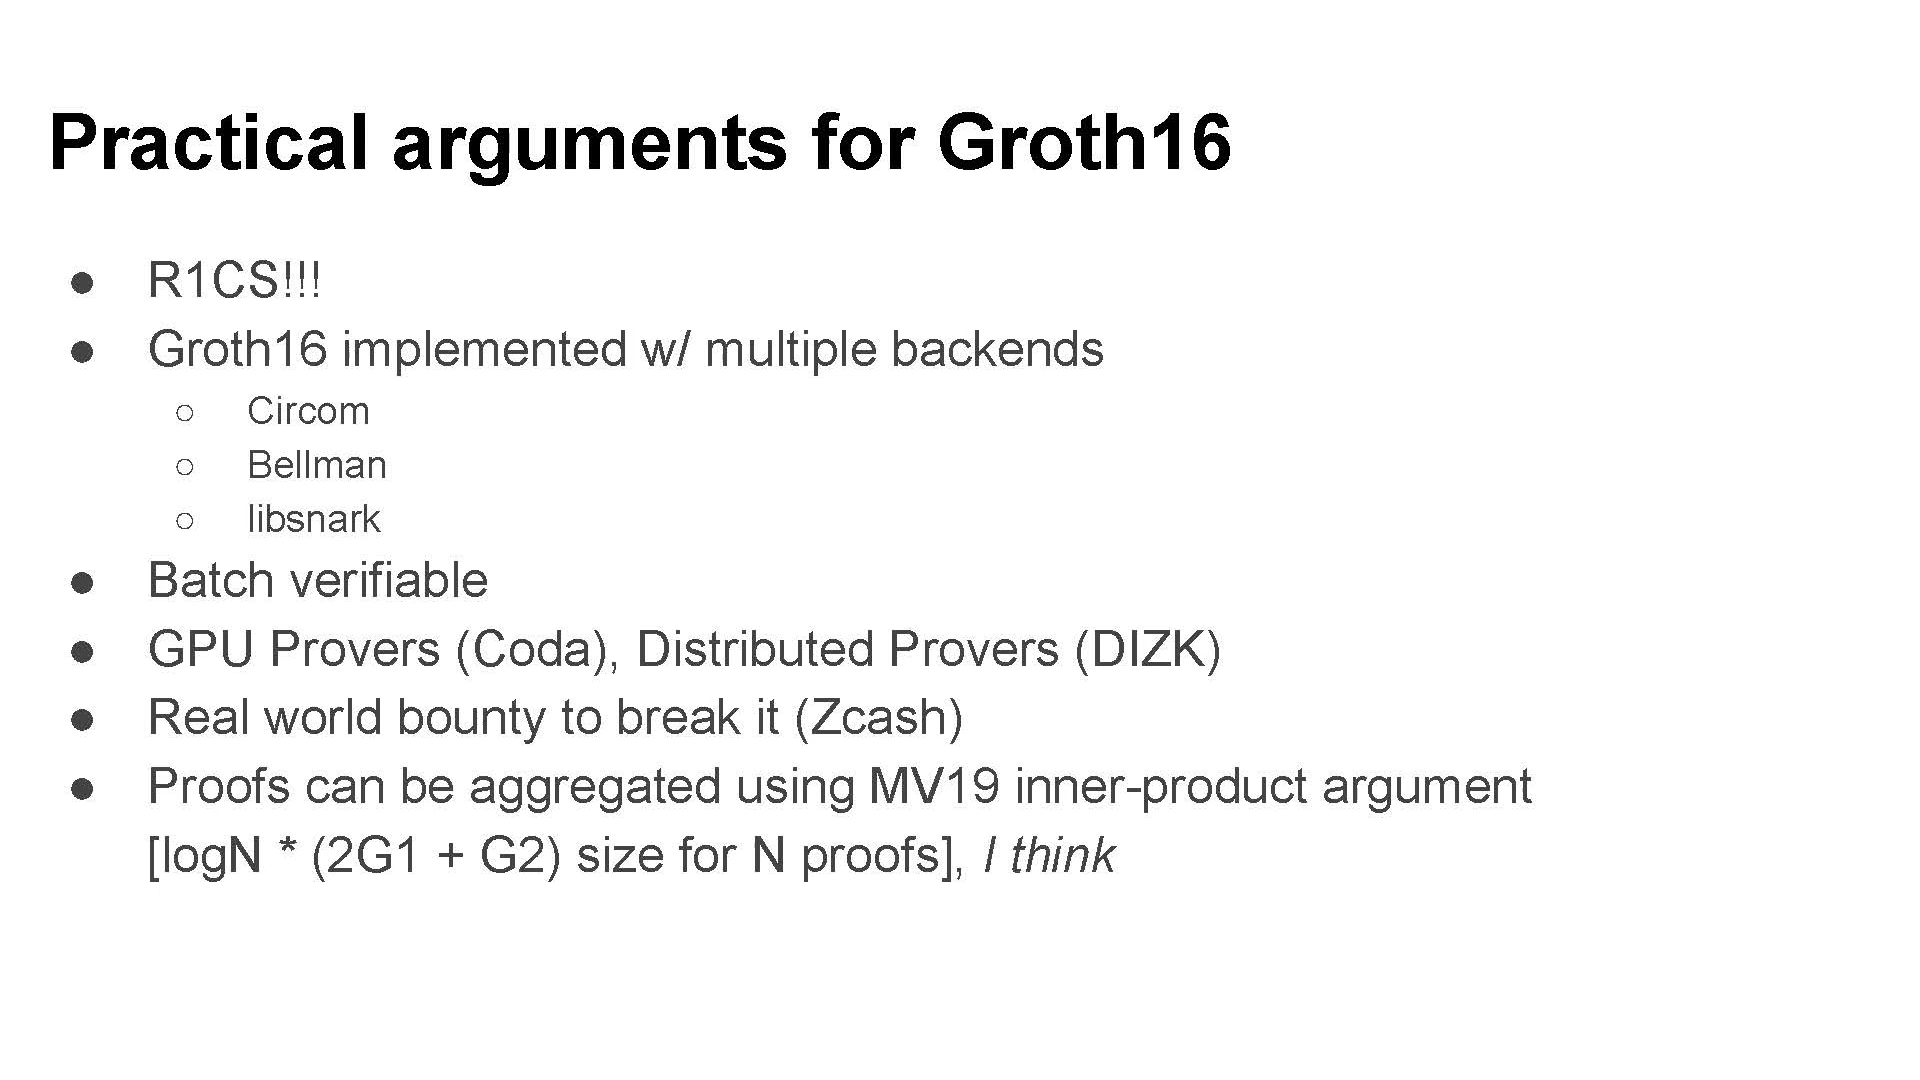 Practical arguments for Groth16
● R1CS!!!
● Groth16 implemented w/ multiple backends
○ Circom
○ Bellman
○ libsnark
● Batch verifiable
● GPU Provers (Coda), Distributed Provers (DIZK)
● Real world bounty to break it (Zcash)
● Proofs can be aggregated using MV19 inner-product argument
[logN * (2G1 + G2) size for N proofs], I think